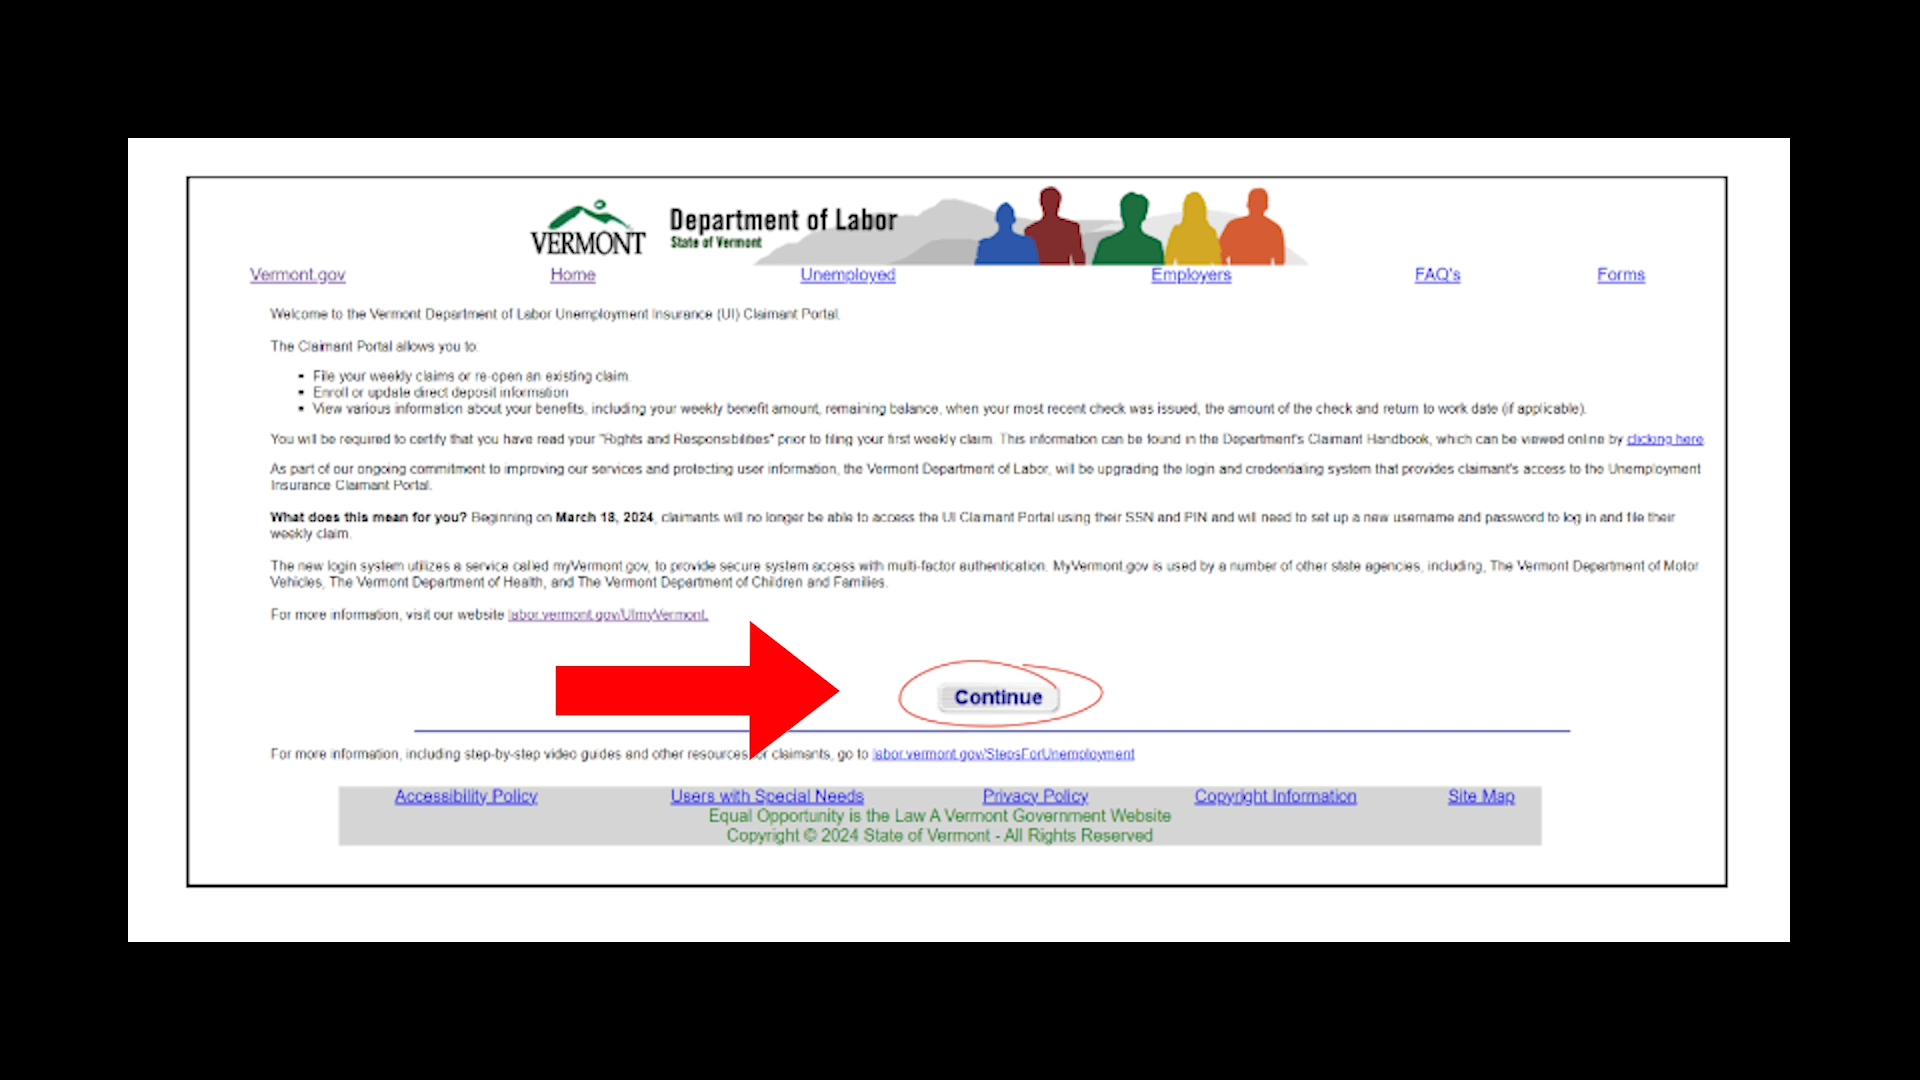 VERMONT
Department of Labor
State of Vermont
Vermont.gov Home Unemployed Employers FAQ's Forms
Welcome to the Vermont Department of Labor Unemployment Insurance (UI) Claimant Portal.
The Claimant Portal allows you to:
▪ File your weekly claims or re-open an existing claim.
▪ Enroll or update direct deposit information
▪ View various information about your benefits, including your weekly benefit amount, remaining balance, when your most recent check was issued, the amount of the check and return to work date (if applicable).
You will be required to certify that you have read your "Rights and Responsibilities" prior to filing your first weekly claim. This information can be found in the Department's Claimant Handbook, which can be viewed online by clicking here
As part of our ongoing commitment to improving our services and protecting user information, the Vermont Department of Labor, will be upgrading the login and credentialing system that provides claimant's access to the Unemployment
Insurance Claimant Portal.
What does this mean for you? Beginning on March 18, 2024, claimants will no longer be able to access the UI Claimant Portal using their SSN and PIN and will need to set up a new username and password to log in and file their
weekly claim.
The new login system utilizes a service called myVermont.gov, to provide secure system access with multi-factor authentication. MyVermont.gov is used by a number of other state agencies, including, The Vermont Department of Motor
Vehicles, The Vermont Department of Health, and The Vermont Department of Children and Families.
For more information, visit our website labor.vermont.gov/UImyVermont.
Continue
For more information, including step-by-step video guides and other resources claimants, go to labor.vermont.gov/StepsForUnemployment
Accessibility Policy Users with Special Needs Privacy Policy Copyright Information Site Map
Equal Opportunity is the Law A Vermont Government Website
Copyright © 2024 State of Vermont - All Rights Reserved